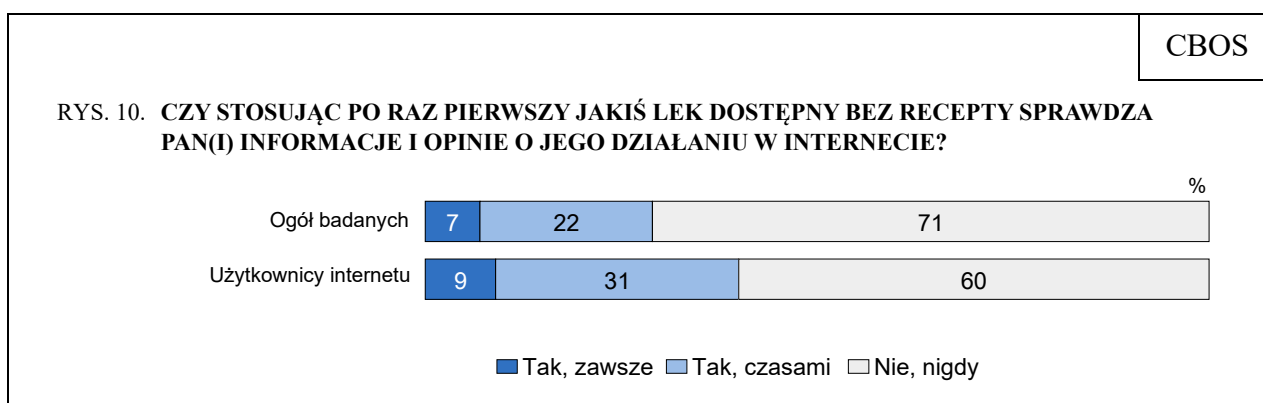 CBOS
RYS. 10. CZY STOSUJĄC PO RAZ PIERWSZY JAKIŚ LEK DOSTĘPNY BEZ RECEPTY SPRAWDZA
PAN(I) INFORMACJE I OPINIE O JEGO DZIAŁANIU W INTERNECIE?
%
Ogół badanych 7 22 71
Użytkownicy internetu 9 31 60
Tak, zawsze Tak, czasami Nie, nigdy